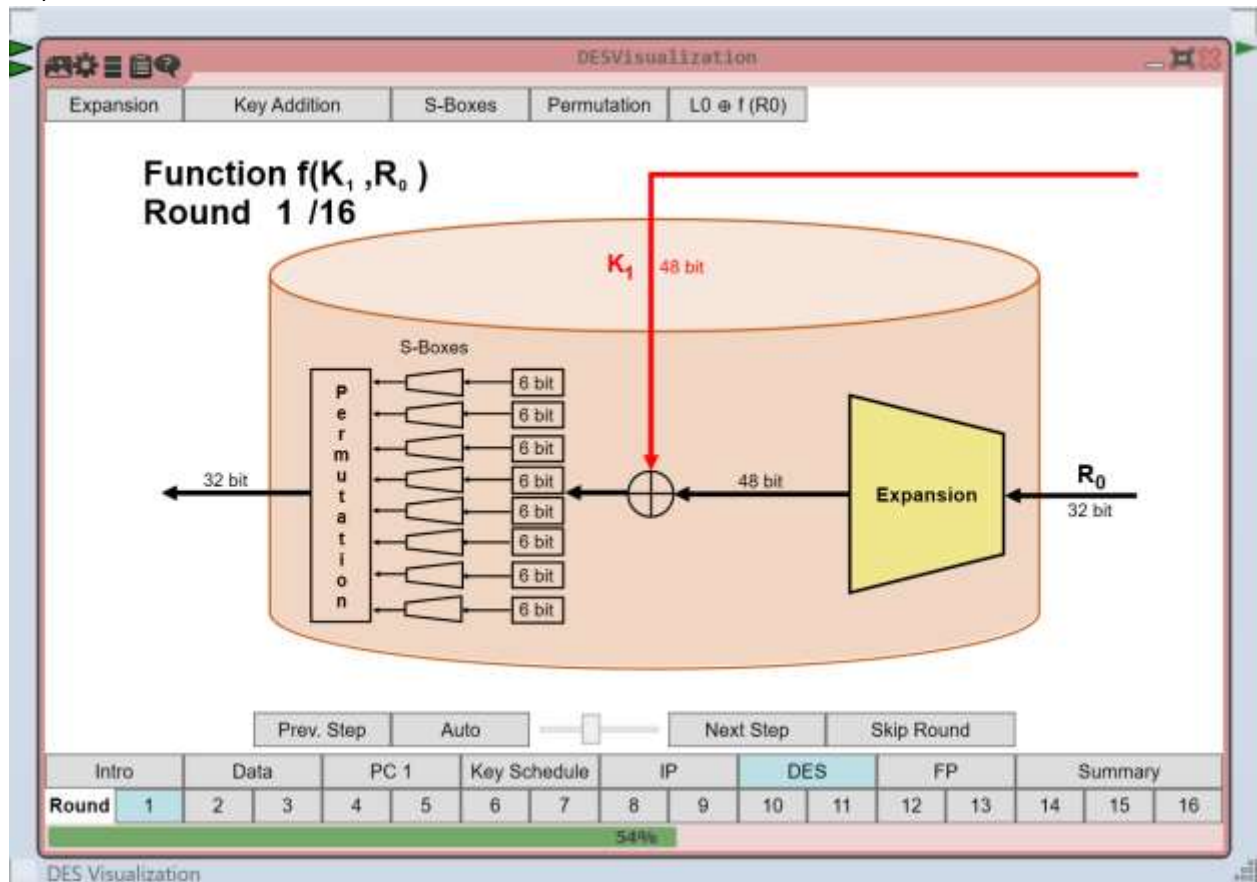 DESVisualization
Expansion Key Addition S-Boxes Permutation L0 ⊕ f (R0)
Function f(K₁ ,R₀ )
Round 1 /16
K₁ 48 bit
S-Boxes
Permutation
6 bit
6 bit
6 bit
6 bit
6 bit
6 bit
6 bit
6 bit
32 bit
48 bit
Expansion
R₀
32 bit
Prev. Step Auto Next Step Skip Round
Intro Data PC 1 Key Schedule IP DES FP Summary
Round 1 2 3 4 5 6 7 8 9 10 11 12 13 14 15 16
54%
DES Visualization